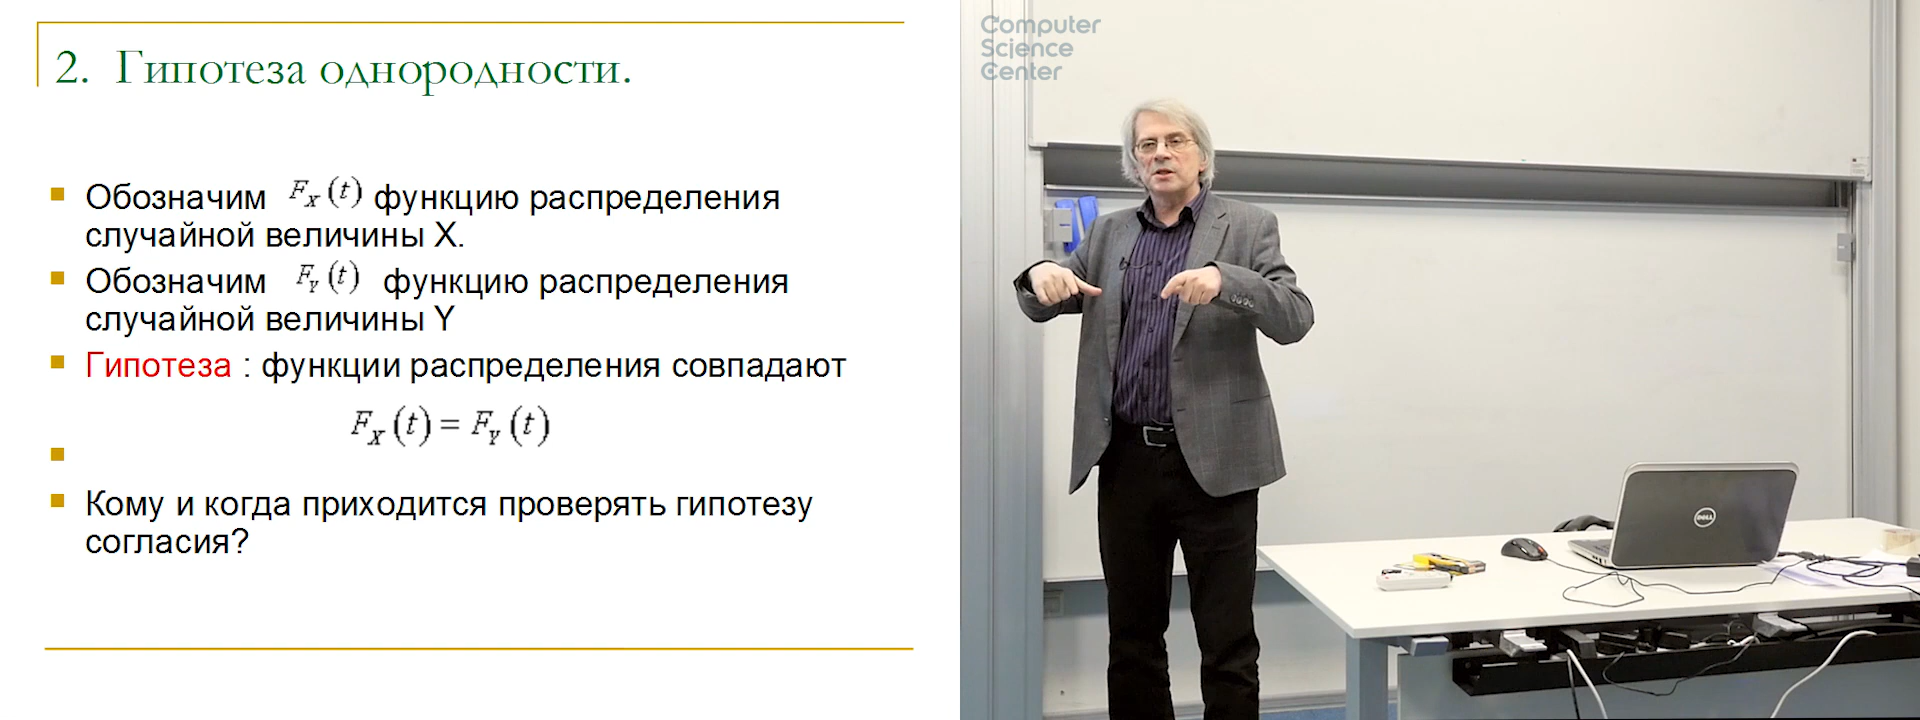 2. Гипотеза однородности.
Обозначим F_X(t) функцию распределения
случайной величины X.
Обозначим F_Y(t) функцию распределения
случайной величины Y
Гипотеза : функции распределения совпадают
F_X(t) = F_Y(t)
Кому и когда приходится проверять гипотезу
согласия?
Computer
Science
Center
DELL